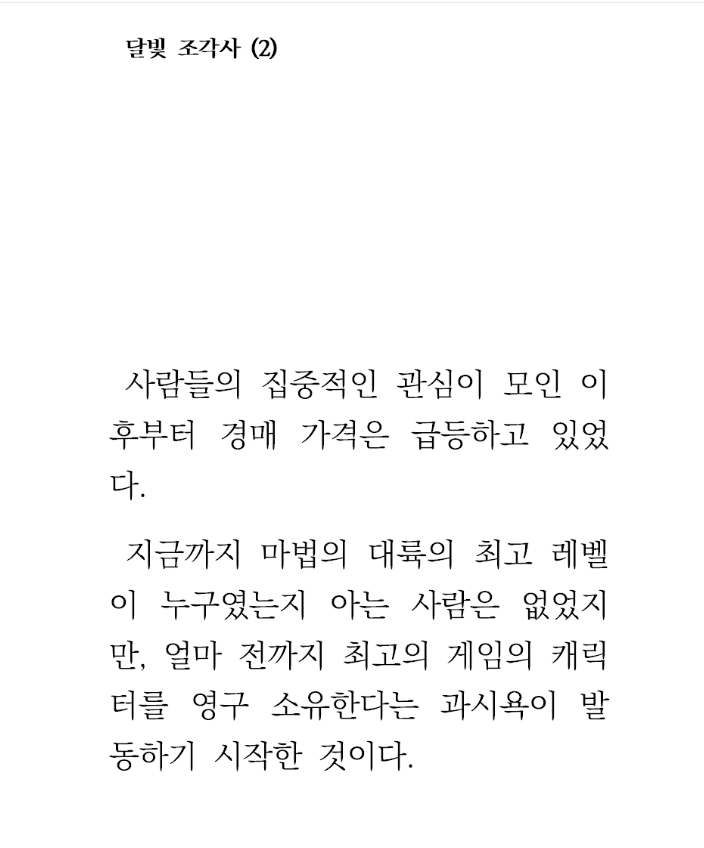 달빛 조각사 (2)
사람들의 집중적인 관심이 모인 이
후부터 경매 가격은 급등하고 있었
다.
지금까지 마법의 대륙의 최고 레벨
이 누구였는지 아는 사람은 없었지
만, 얼마 전까지 최고의 게임의 캐릭
터를 영구 소유한다는 과시욕이 발
동하기 시작한 것이다.